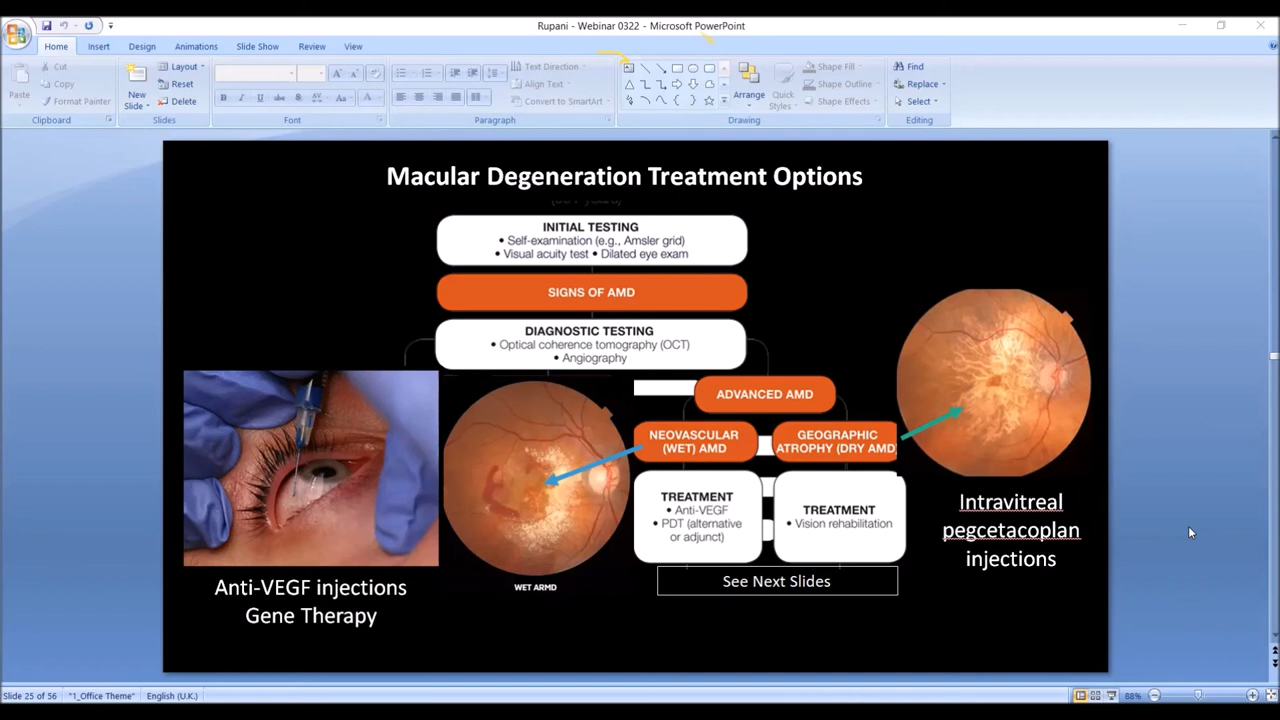 Rupani - Webinar 0322 - Microsoft PowerPoint
Home Insert Design Animations Slide Show Review View
Paste
Cut
Copy
Format Painter
Clipboard
New
Slide
Layout
Reset
Delete
Slides
Font
Text Direction
Align Text
Convert to SmartArt
Paragraph
Arrange
Quick
Styles
Shape Fill
Shape Outline
Shape Effects
Drawing
Find
Replace
Select
Editing
Macular Degeneration Treatment Options
INITIAL TESTING
• Self-examination (e.g., Amsler grid)
• Visual acuity test • Dilated eye exam
SIGNS OF AMD
DIAGNOSTIC TESTING
• Optical coherence tomography (OCT)
• Angiography
ADVANCED AMD
NEOVASCULAR
(WET) AMD
GEOGRAPHIC
ATROPHY (DRY AMD)
TREATMENT
• Anti-VEGF
• PDT (alternative
or adjunct)
TREATMENT
• Vision rehabilitation
See Next Slides
WET ARMD
Anti-VEGF injections
Gene Therapy
Intravitreal
pegcetacoplan
injections
Slide 25 of 56 "1_Office Theme" English (U.K.) 88%